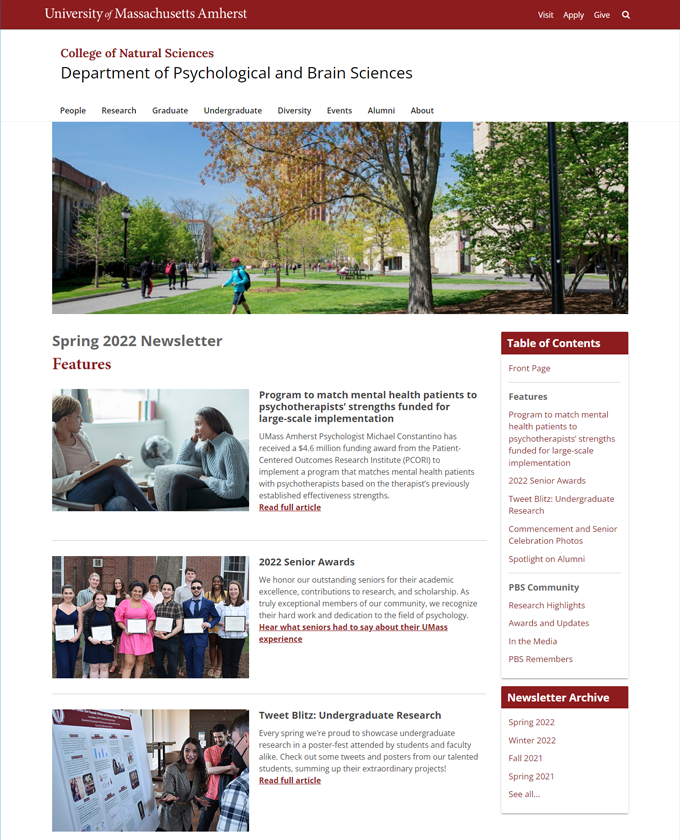 University of Massachusetts Amherst
Visit Apply Give
College of Natural Sciences
Department of Psychological and Brain Sciences
People Research Graduate Undergraduate Diversity Events Alumni About
Spring 2022 Newsletter
Features
Program to match mental health patients to
psychotherapists’ strengths funded for
large-scale implementation
UMass Amherst Psychologist Michael Constantino has
received a $4.6 million funding award from the Patient-
Centered Outcomes Research Institute (PCORI) to
implement a program that matches mental health patients
with psychotherapists based on the therapist’s previously
established effectiveness strengths.
Read full article
2022 Senior Awards
We honor our outstanding seniors for their academic
excellence, contributions to research, and scholarship. As
truly exceptional members of our community, we recognize
their hard work and dedication to the field of psychology.
Hear what seniors had to say about their UMass
experience
Tweet Blitz: Undergraduate Research
Every spring we're proud to showcase undergraduate
research in a poster-fest attended by students and faculty
alike. Check out some tweets and posters from our talented
students, summing up their extraordinary projects!
Read full article
Table of Contents
Front Page
Features
Program to match mental
health patients to
psychotherapists’ strengths
funded for large-scale
implementation
2022 Senior Awards
Tweet Blitz: Undergraduate
Research
Commencement and Senior
Celebration Photos
Spotlight on Alumni
PBS Community
Research Highlights
Awards and Updates
In the Media
PBS Remembers
Newsletter Archive
Spring 2022
Winter 2022
Fall 2021
Spring 2021
See all...